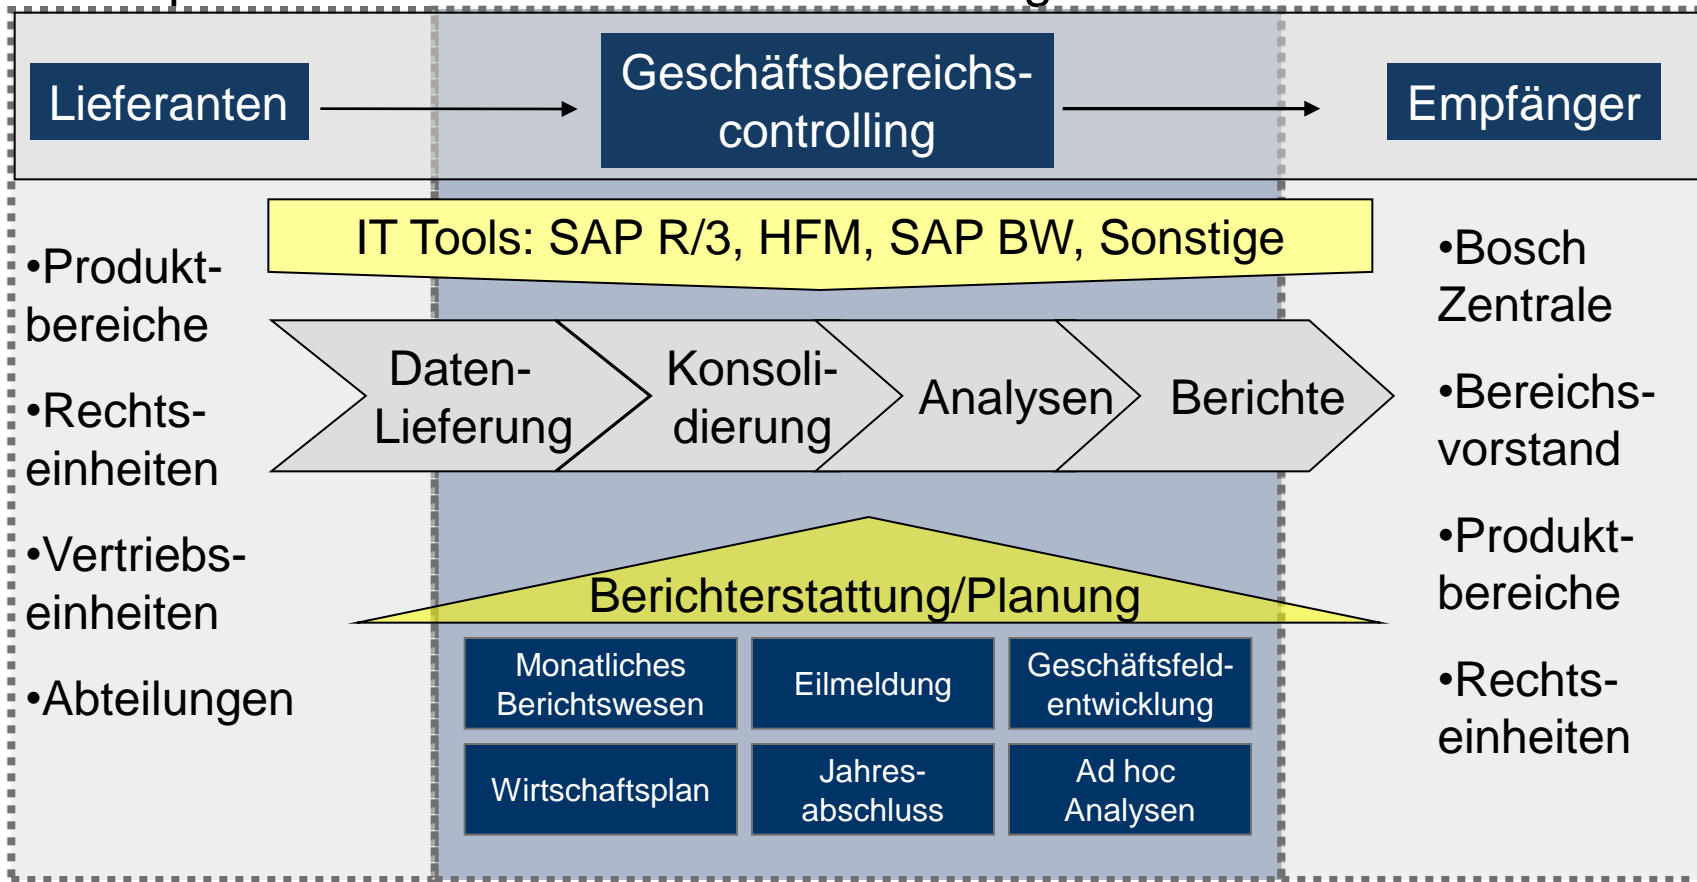 Lieferanten
Geschäftsbereichs-
controlling
Empfänger
IT Tools: SAP R/3, HFM, SAP BW, Sonstige
•Produkt-
bereiche
•Rechts-
einheiten
•Vertriebs-
einheiten
•Abteilungen
Daten-
Lieferung
Konsoli-
dierung
Analysen
Berichte
Berichterstattung/Planung
Monatliches
Berichtswesen
Eilmeldung
Geschäftsfeld-
entwicklung
Wirtschaftsplan
Jahres-
abschluss
Ad hoc
Analysen
•Bosch
Zentrale
•Bereichs-
vorstand
•Produkt-
bereiche
•Rechts-
einheiten